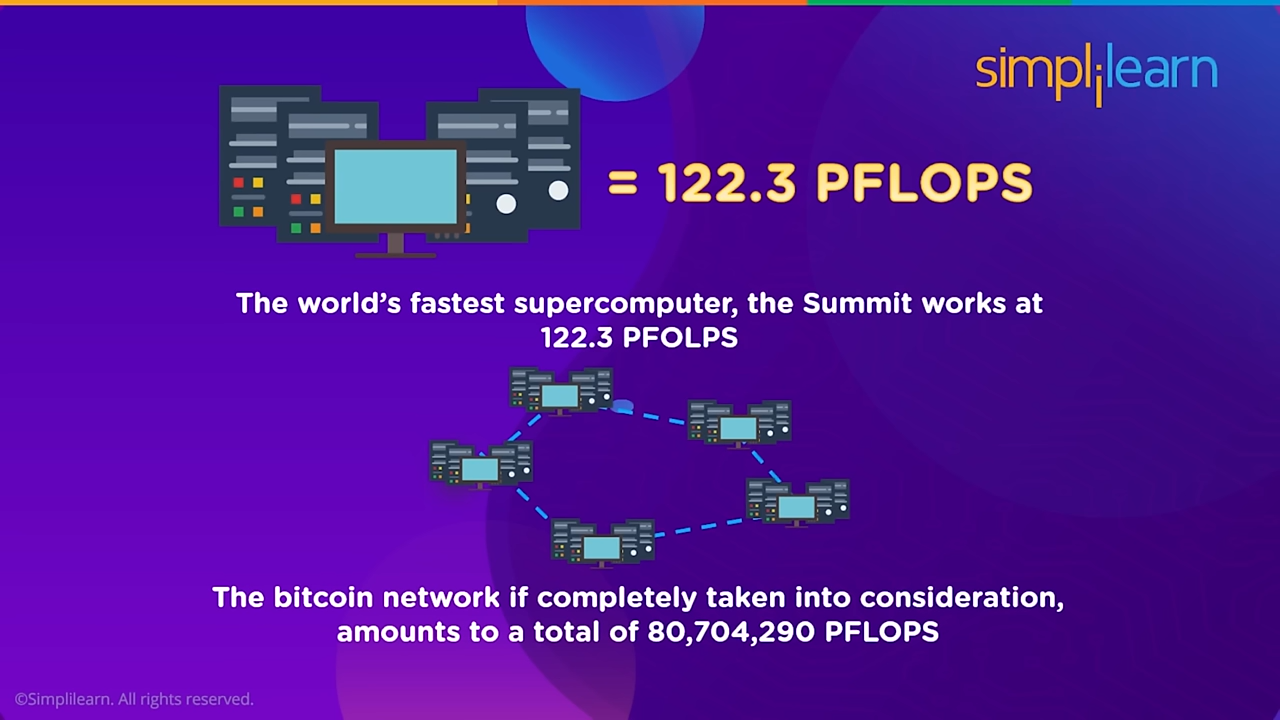 simplilearn
= 122.3 PFLOPS
The world’s fastest supercomputer, the Summit works at
122.3 PFOLPS
The bitcoin network if completely taken into consideration,
amounts to a total of 80,704,290 PFLOPS
©Simplilearn. All rights reserved.